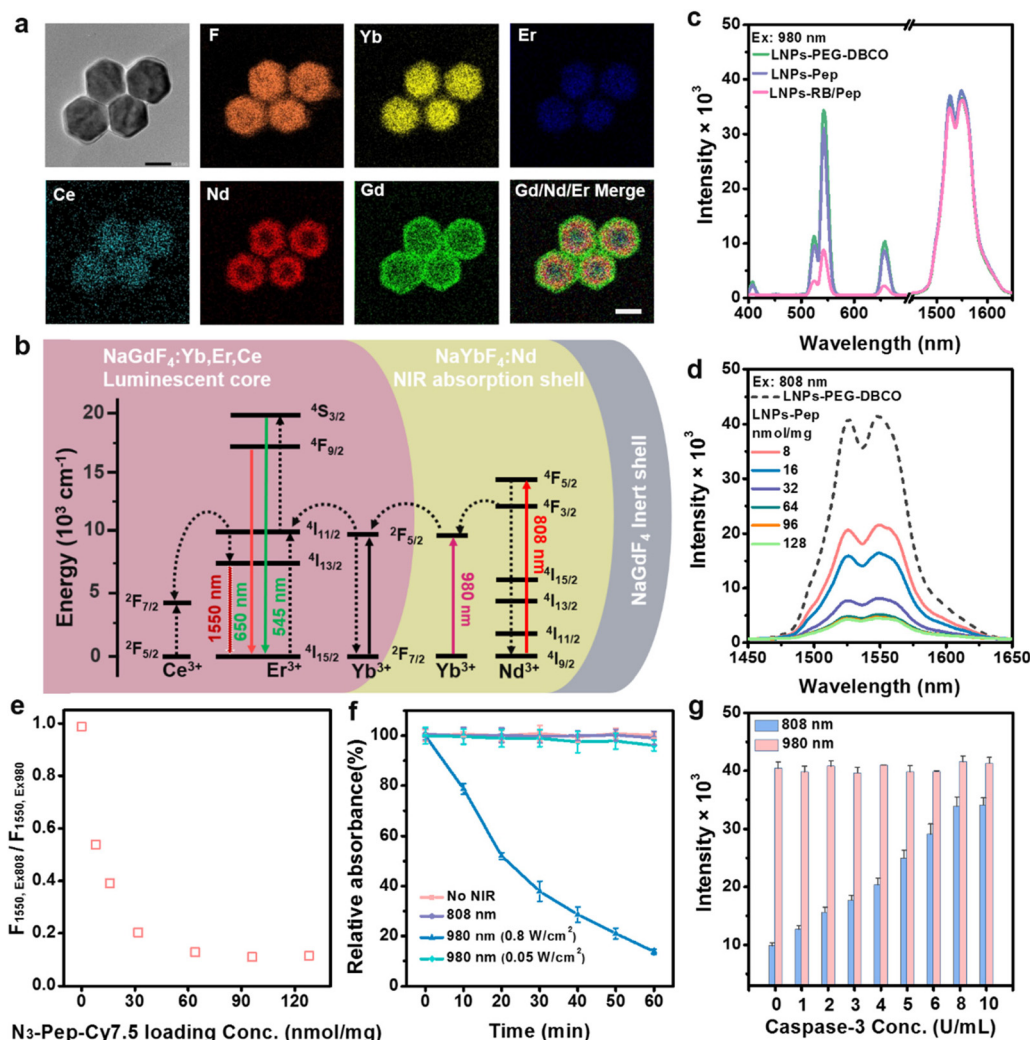 a
F
Yb
Er
Ce
Nd
Gd
Gd/Nd/Er Merge
b
NaGdF₄:Yb,Er,Ce
Luminescent core
NaYbF₄:Nd
NIR absorption shell
NaGdF₄ Inert shell
Energy (10³ cm⁻¹)
20
15
10
5
0
⁴S₃/₂
⁴F₉/₂
⁴I₁₁/₂
⁴I₁₃/₂
⁴I₁₅/₂
²F₇/₂
²F₅/₂
1550 nm
650 nm
545 nm
²F₅/₂
²F₇/₂
980 nm
808 nm
⁴F₅/₂
⁴F₃/₂
⁴I₁₅/₂
⁴I₁₃/₂
⁴I₁₁/₂
⁴I₉/₂
Ce³⁺
Er³⁺
Yb³⁺
Yb³⁺
Nd³⁺
c
Ex: 980 nm
LNPs-PEG-DBCO
LNPs-Pep
LNPs-RB/Pep
Intensity × 10³
50
40
30
20
10
0
400 500 600 1500 1600
Wavelength (nm)
d
Ex: 808 nm
LNPs-PEG-DBCO
LNPs-Pep
nmol/mg
8
16
32
64
96
128
Intensity × 10³
50
40
30
20
10
0
1450 1500 1550 1600 1650
Wavelength (nm)
e
F₁₅₅₀, Ex808 / F₁₅₅₀, Ex980
1.0
0.8
0.6
0.4
0.2
0.0
0 30 60 90 120
N₃-Pep-Cy7.5 loading Conc. (nmol/mg)
f
Relative absorbance(%)
100
80
60
40
20
0
No NIR
808 nm
980 nm (0.8 W/cm²)
980 nm (0.05 W/cm²)
0 10 20 30 40 50 60
Time (min)
g
808 nm
980 nm
Intensity × 10³
50
40
30
20
10
0 1 2 3 4 5 6 8 10
Caspase-3 Conc. (U/mL)